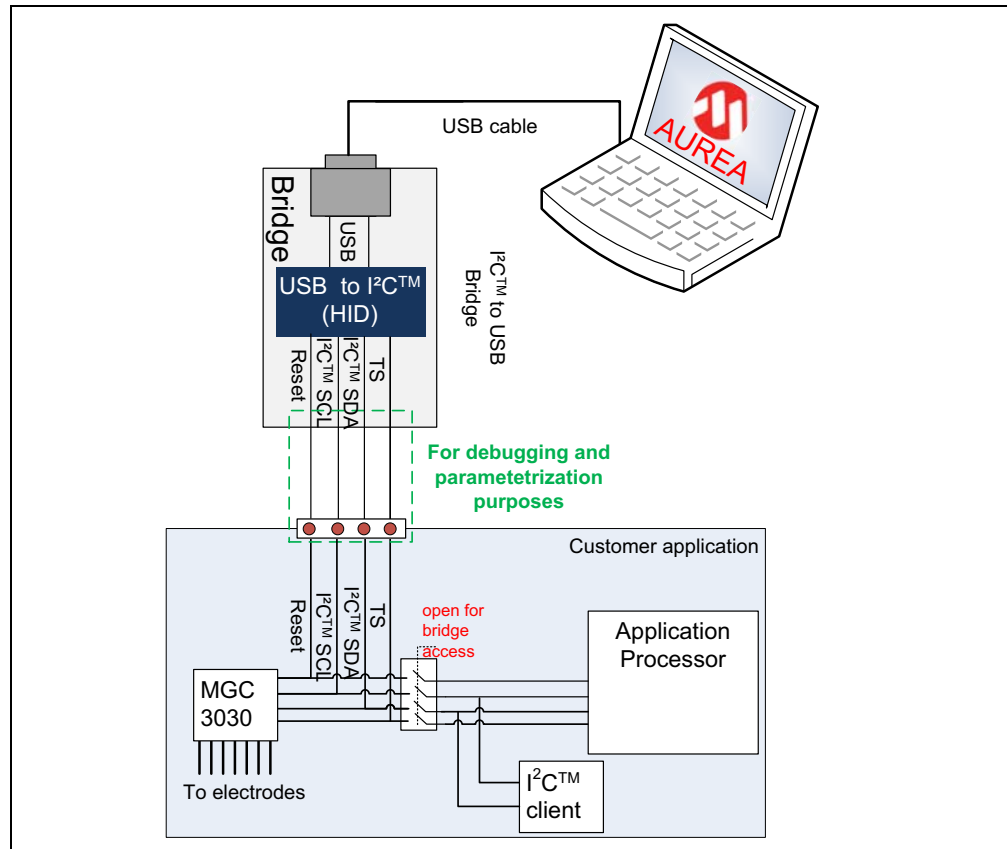 USB cable
AUREA
Bridge
USB
USB to I²C™
(HID)
I²C™ to USB
Bridge
Reset
I²C™ SCL
I²C™ SDA
TS
For debugging and
parametetrization
purposes
Customer application
Reset
I²C™ SCL
I²C™ SDA
TS
open for
bridge
access
Application
Processor
MGC
3030
To electrodes
I²C™
client